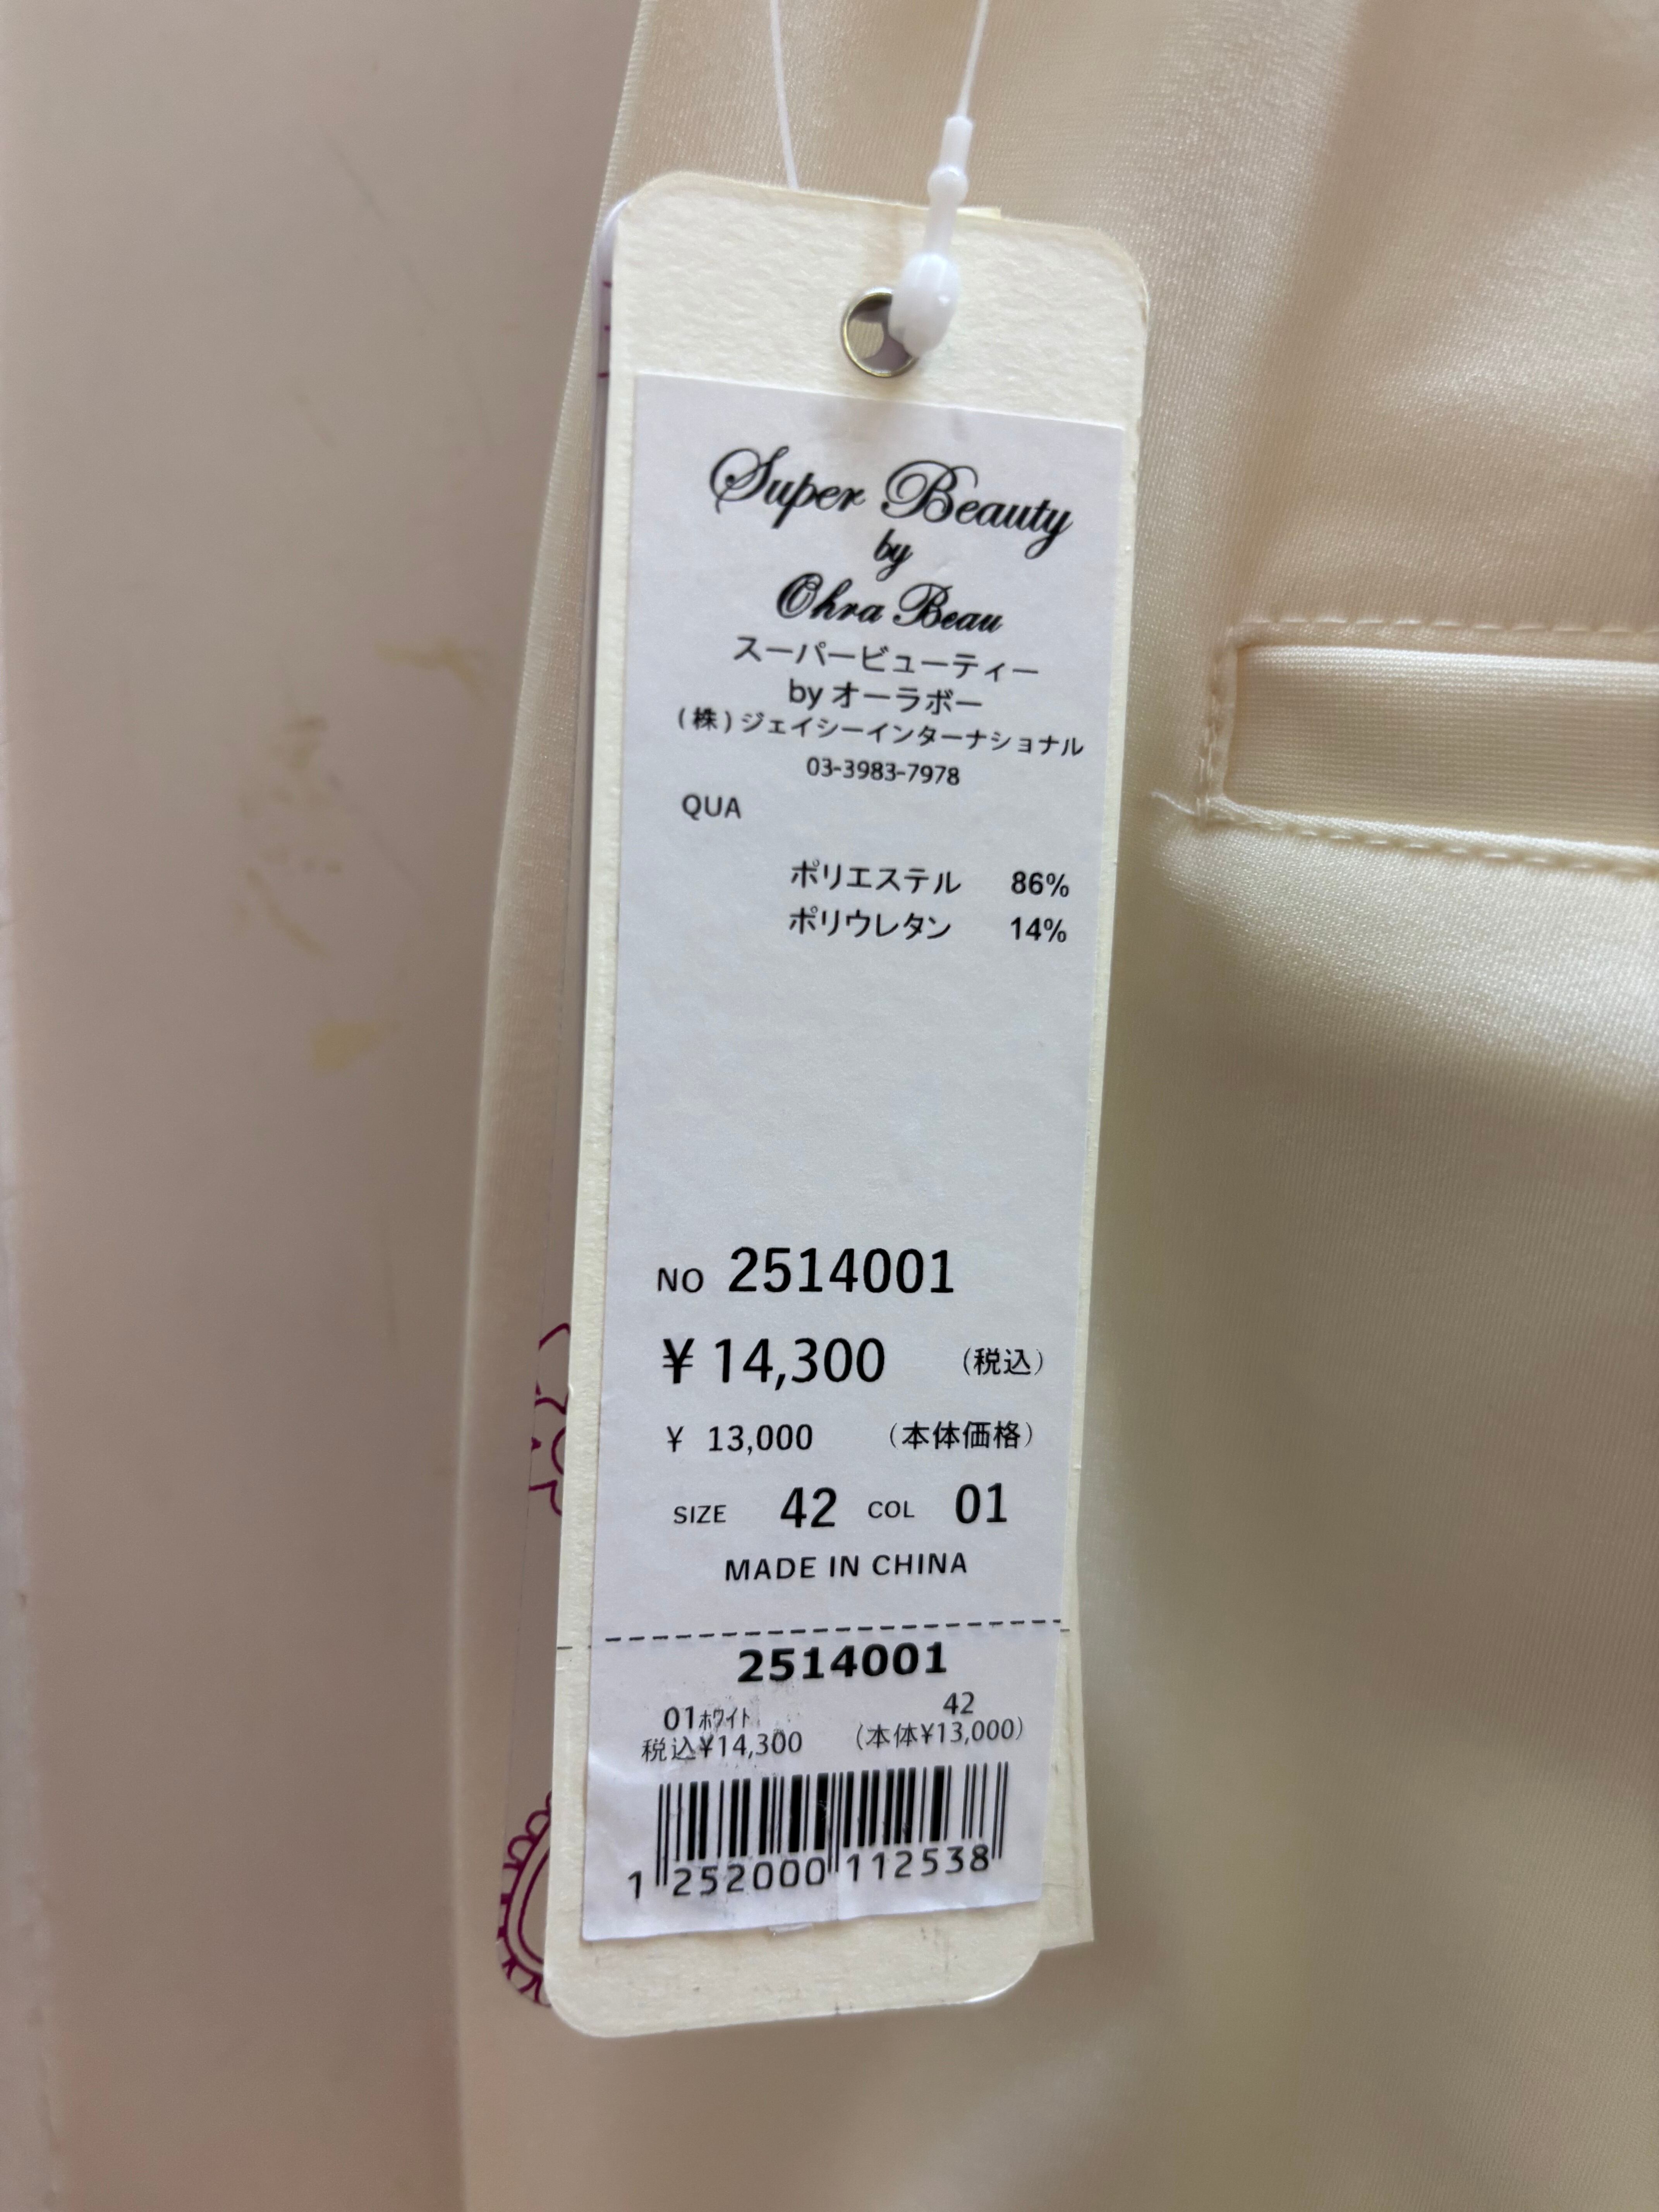 Super Beauty
by
Ohra Beau
スーパービューティー
by オーラボー
(株)ジェイシーインターナショナル
03-3983-7978
QUA
ポリエステル 86%
ポリウレタン 14%
NO 2514001
¥ 14,300 (税込)
¥ 13,000 (本体価格)
SIZE 42 COL 01
MADE IN CHINA
2514001
01ホワイト 42
税込¥14,300 (本体¥13,000)
1 252000 112538